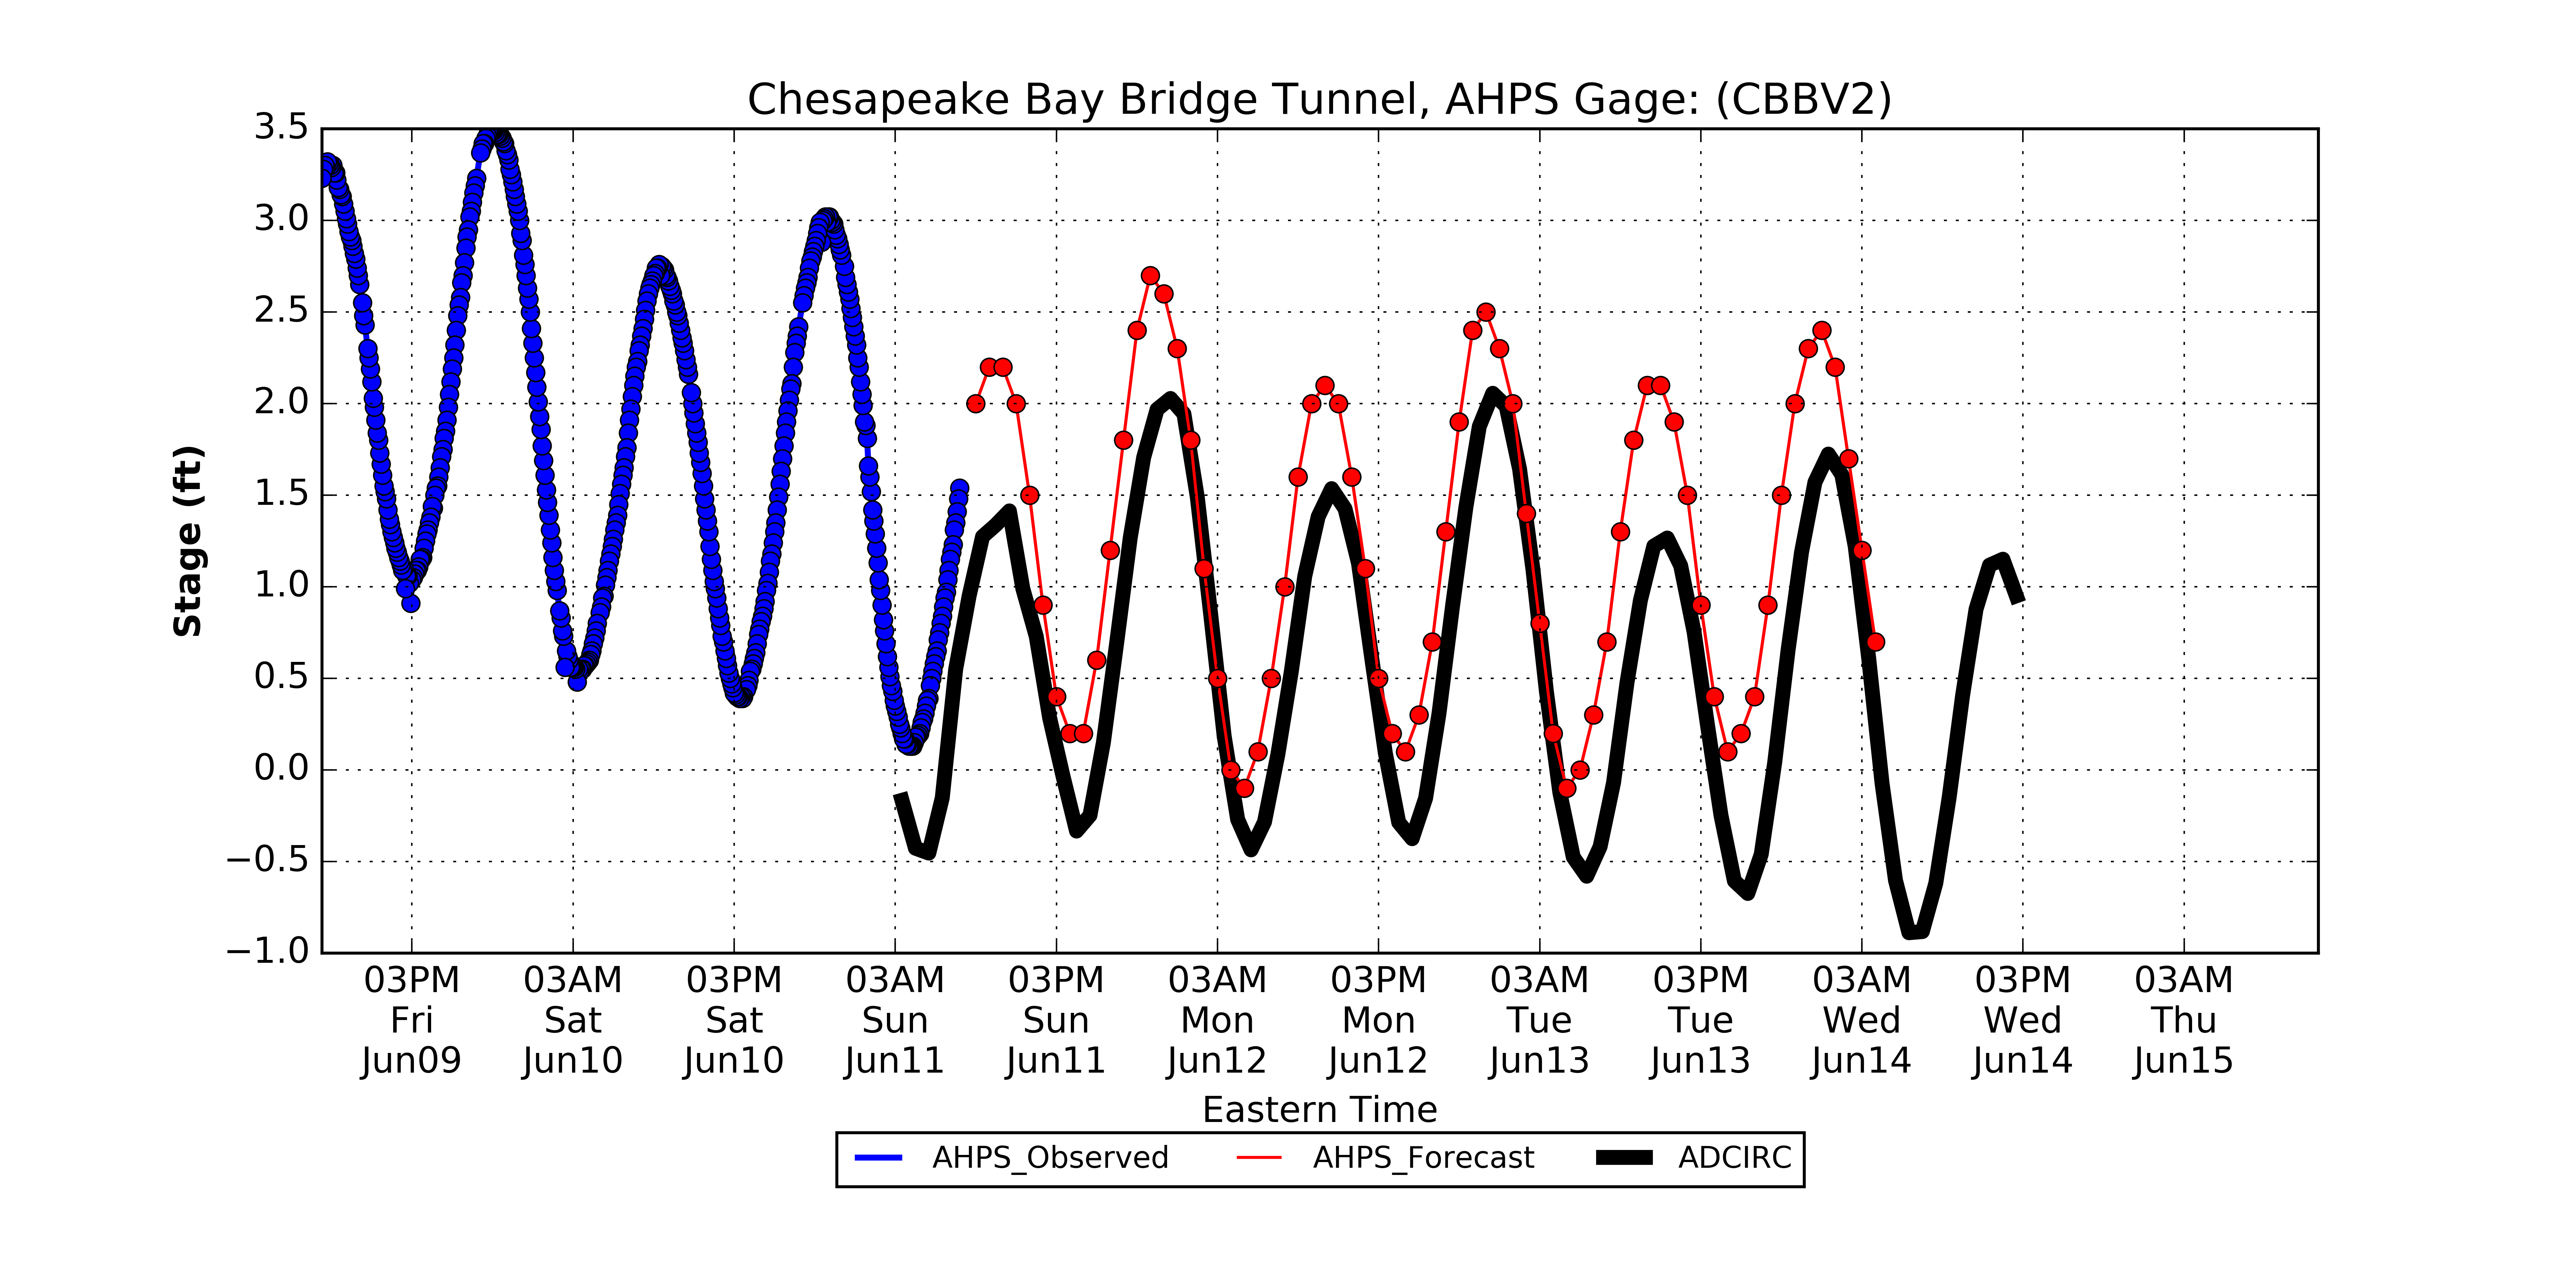 Chesapeake Bay Bridge Tunnel, AHPS Gage: (CBBV2)
3.5
3.0
2.5
2.0
1.5
1.0
0.5
0.0
−0.5
−1.0
Stage (ft)
03PM 03AM 03PM 03AM 03PM 03AM 03PM 03AM 03PM 03AM 03PM 03AM
Fri Sat Sat Sun Sun Mon Mon Tue Tue Wed Wed Thu
Jun09 Jun10 Jun10 Jun11 Jun11 Jun12 Jun12 Jun13 Jun13 Jun14 Jun14 Jun15
Eastern Time
AHPS_Observed AHPS_Forecast ADCIRC